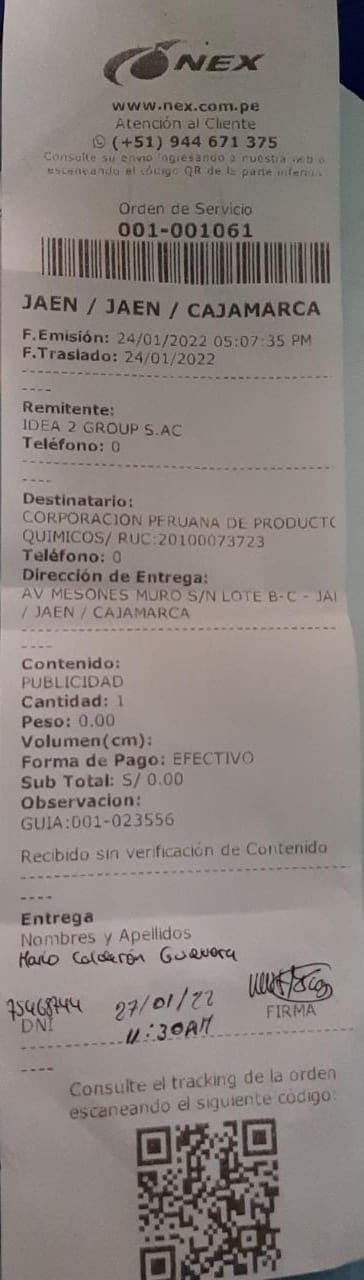 NEX
www.nex.com.pe
Atención al Cliente
(+51) 944 671 375
Consulte su envio ingresando a nuestra web o
escaneando el código QR de la parte inferior
Orden de Servicio
001-001061
JAEN / JAEN / CAJAMARCA
F.Emisión: 24/01/2022 05:07:35 PM
F.Traslado: 24/01/2022
----
Remitente:
IDEA 2 GROUP S.AC
Teléfono: 0
----
Destinatario:
CORPORACION PERUANA DE PRODUCTO
QUIMICOS/ RUC:20100073723
Teléfono: 0
Dirección de Entrega:
AV MESONES MURO S/N LOTE B-C - JAE
/ JAEN / CAJAMARCA
----
Contenido:
PUBLICIDAD
Cantidad: 1
Peso: 0.00
Volumen(cm):
Forma de Pago: EFECTIVO
Sub Total: S/ 0.00
Observacion:
GUIA:001-023556
Recibido sin verificación de Contenido
----
Entrega
Nombres y Apellidos
Mario Calderón Guevara
75468744 27/01/22
DNI 11:30AM FIRMA
----
Consulte el tracking de la orden
escaneando el siguiente código: